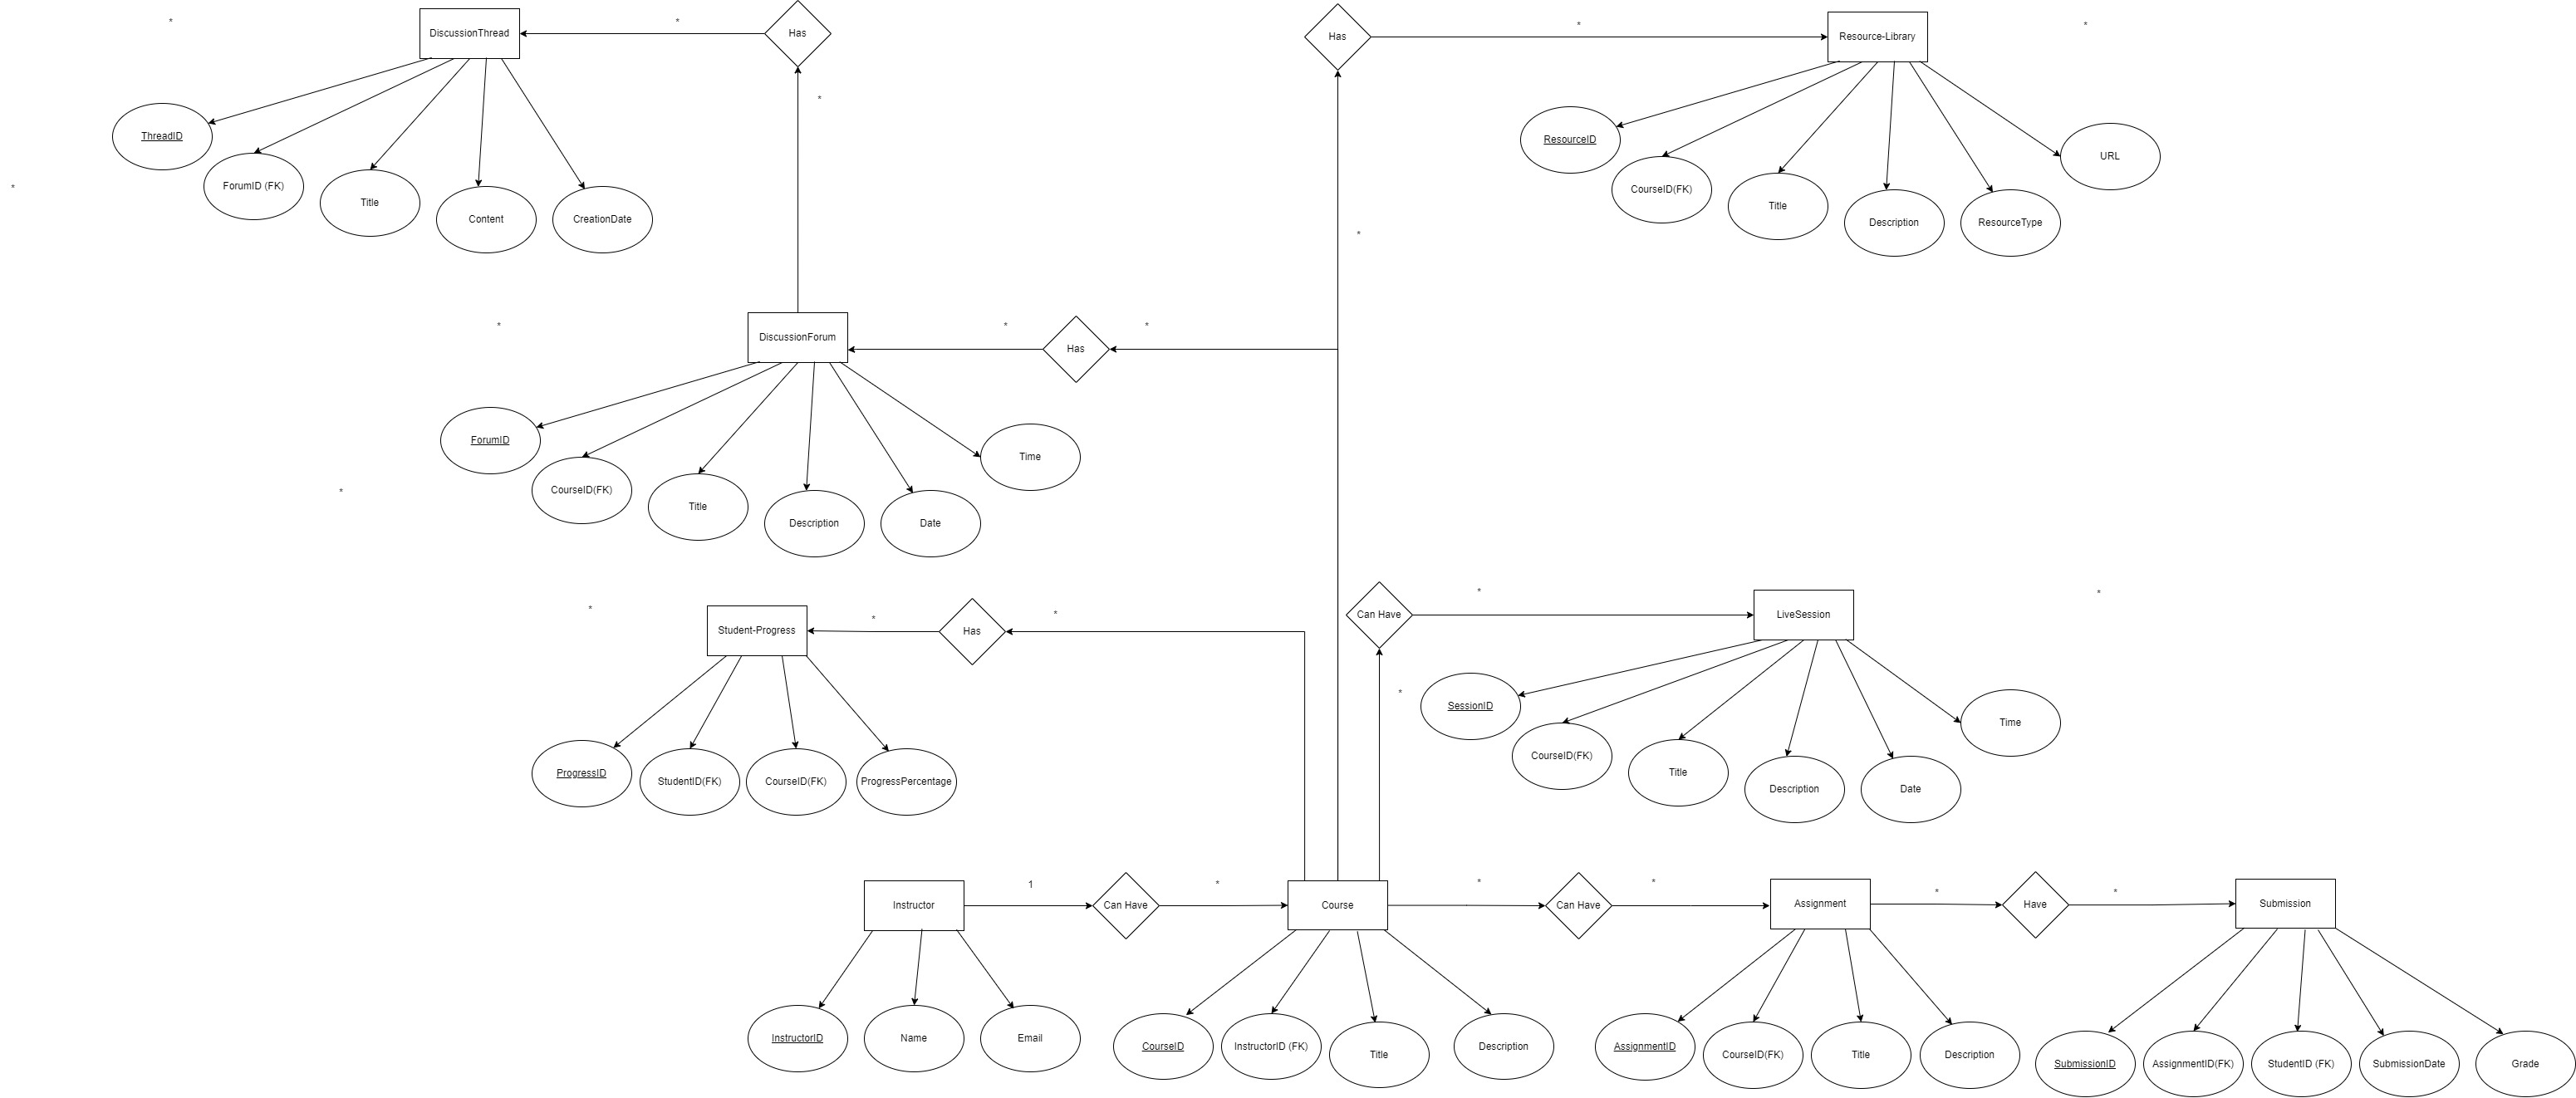 *
DiscussionThread
*
Has
Has
*
Resource-Library
*
*
*
ThreadID
ForumID (FK)
Title
Content
CreationDate
ResourceID
CourseID(FK)
Title
Description
ResourceType
URL
*
*
DiscussionForum
*
Has
*
ForumID
CourseID(FK)
Title
Description
Date
Time
*
*
Student-Progress
*
Has
*
Can Have
*
LiveSession
*
*
ProgressID
StudentID(FK)
CourseID(FK)
ProgressPercentage
SessionID
CourseID(FK)
Title
Description
Date
Time
Instructor
1
Can Have
*
Course
*
Can Have
*
Assignment
*
Have
*
Submission
InstructorID
Name
Email
CourseID
InstructorID (FK)
Title
Description
AssignmentID
CourseID(FK)
Title
Description
SubmissionID
AssignmentID(FK)
StudentID (FK)
SubmissionDate
Grade